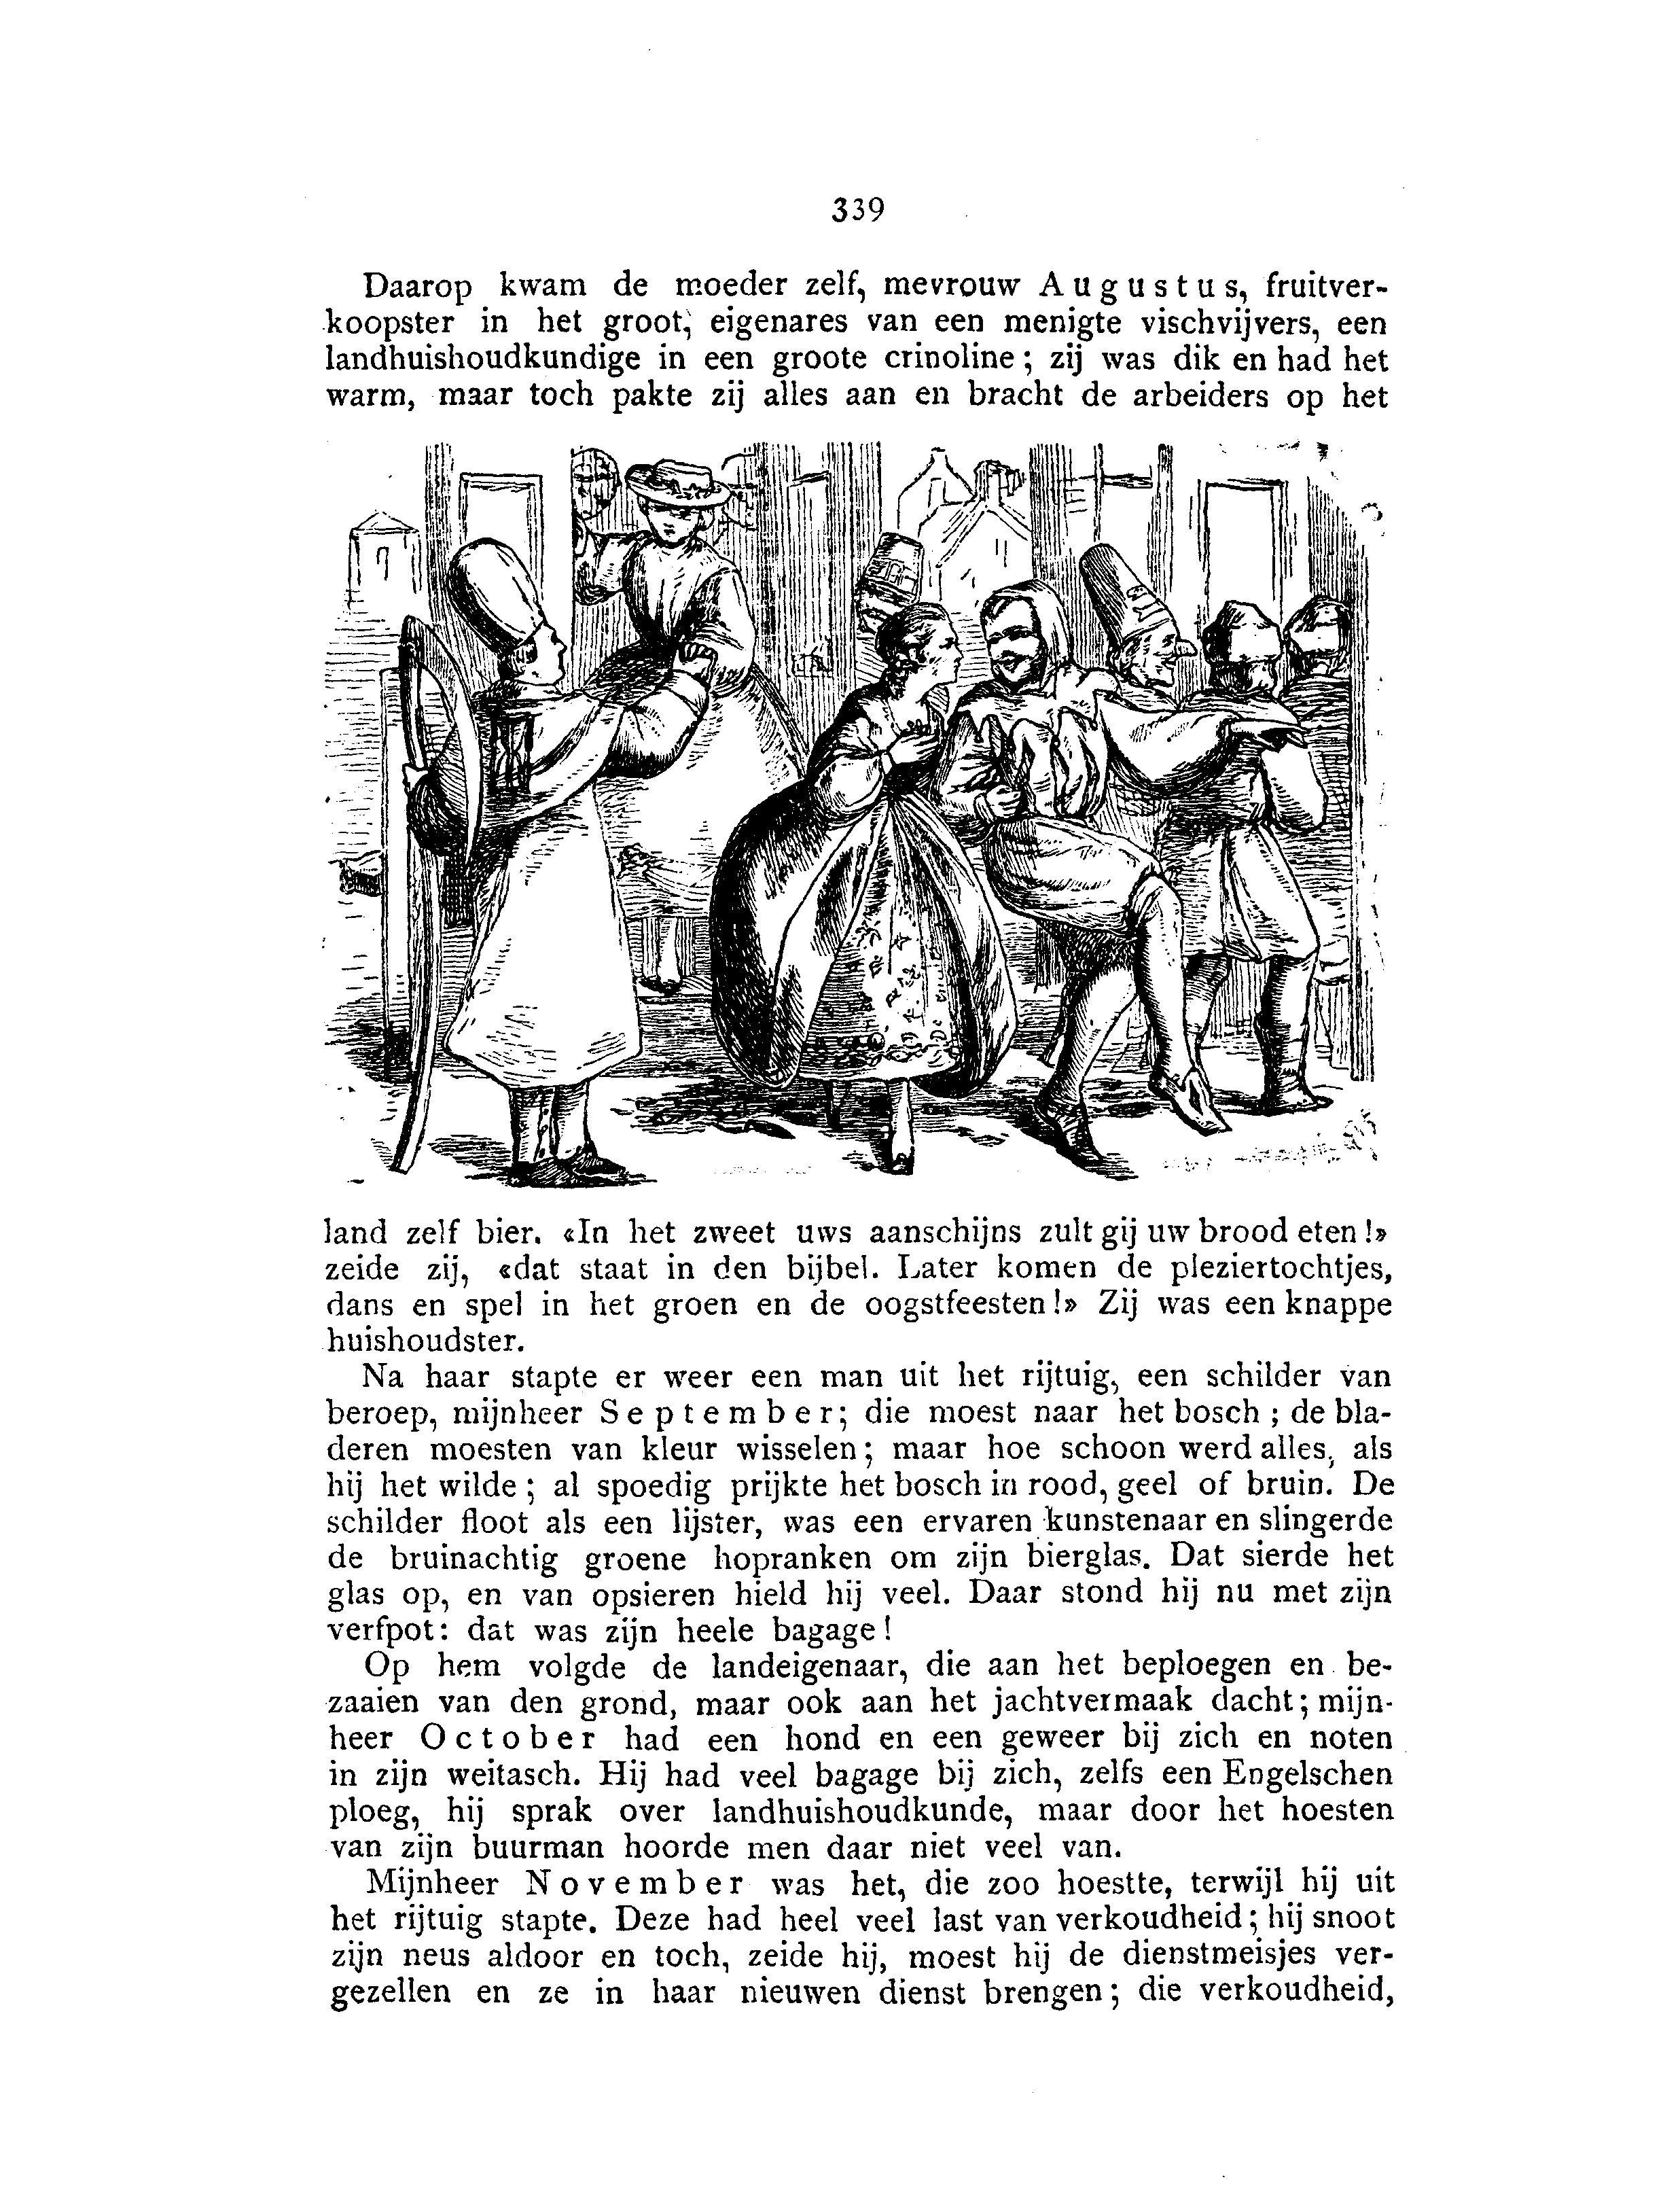 339
Daarop kwam de moeder zelf, mevrouw Augustus, fruitver-
koopster in het groot, eigenares van een menigte vischvijvers, een
landhuishoudkundige in een groote crinoline; zij was dik en had het
warm, maar toch pakte zij alles aan en bracht de arbeiders op het
land zelf bier. «In het zweet uws aanschijns zult gij uw brood eten!»
zeide zij, «dat staat in den bijbel. Later komen de pleziertochtjes,
dans en spel in het groen en de oogstfeesten!» Zij was een knappe
huishoudster.
Na haar stapte er weer een man uit het rijtuig, een schilder van
beroep, mijnheer September; die moest naar het bosch; de bla-
deren moesten van kleur wisselen; maar hoe schoon werd alles, als
hij het wilde; al spoedig prijkte het bosch in rood, geel of bruin. De
schilder floot als een lijster, was een ervaren kunstenaar en slingerde
de bruinachtig groene hopranken om zijn bierglas. Dat sierde het
glas op, en van opsieren hield hij veel. Daar stond hij nu met zijn
verfpot: dat was zijn heele bagage!
Op hem volgde de landeigenaar, die aan het beploegen en be-
zaaien van den grond, maar ook aan het jachtvermaak dacht; mijn-
heer October had een hond en een geweer bij zich en noten
in zijn weitasch. Hij had veel bagage bij zich, zelfs een Engelschen
ploeg, hij sprak over landhuishoudkunde, maar door het hoesten
van zijn buurman hoorde men daar niet veel van.
Mijnheer November was het, die zoo hoestte, terwijl hij uit
het rijtuig stapte. Deze had heel veel last van verkoudheid; hij snoot
zijn neus aldoor en toch, zeide hij, moest hij de dienstmeisjes ver-
gezellen en ze in haar nieuwen dienst brengen; die verkoudheid,